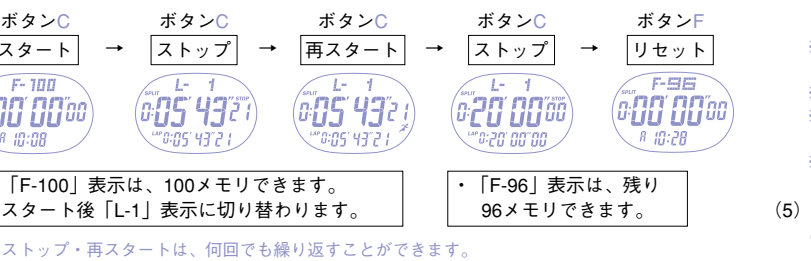 ボタンC ボタンC ボタンC ボタンC ボタンF
スタート → ストップ → 再スタート → ストップ → リセット
F-100
00'00"00
A 10:08
L- 1
SPLIT STOP
0:05'43"21
LAP 0:05'43"21
L- 1
SPLIT
0:05'43"21
LAP 0:05'43"21
L- 1
SPLIT STOP
0:20'00"00
LAP 0:20'00"00
F-96
SPLIT
0:00'00"00
A 10:28
「F-100」表示は、100メモリできます。
スタート後「L-1」表示に切り替わります。
・「F-96」表示は、残り
96メモリできます。
(5)
ストップ・再スタートは、何回でも繰り返すことができます。